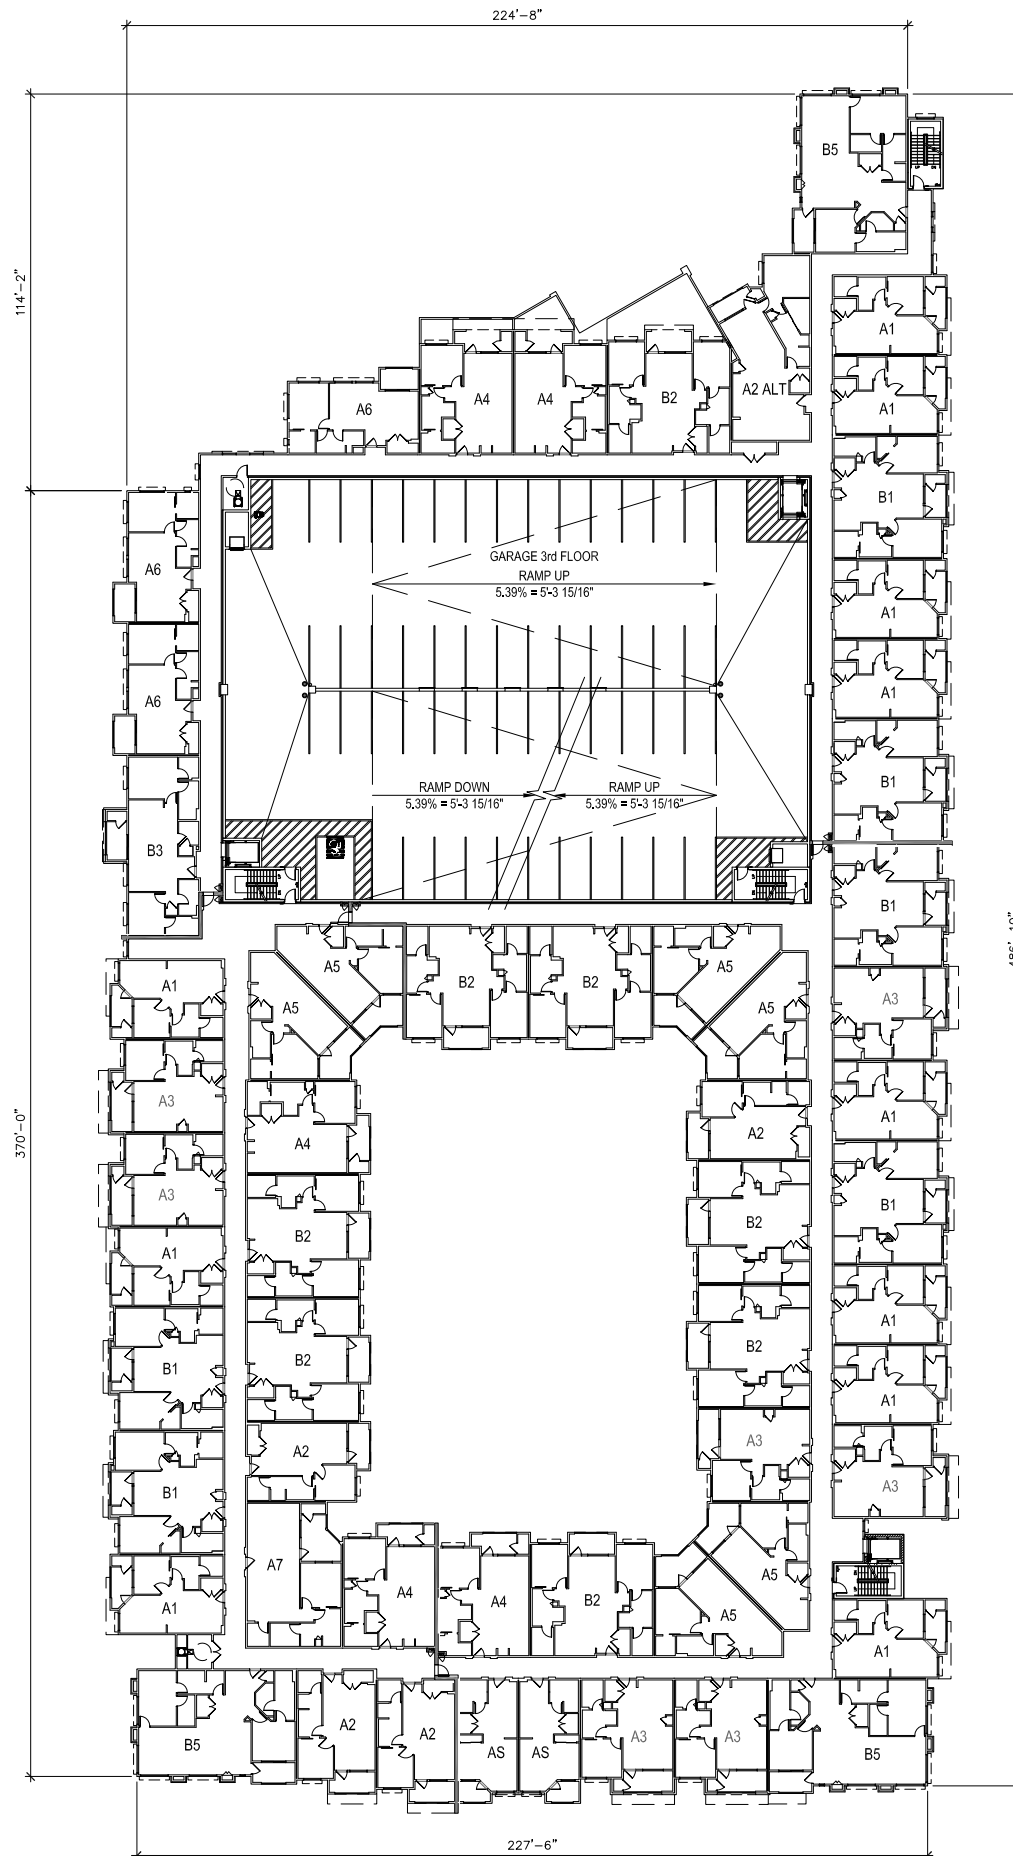 224'-8"
B5
114'-2"
A1
A2 ALT
A4
A4
B2
A6
A1
B1
GARAGE 3rd FLOOR
RAMP UP
5.39% = 5'-3 15/16"
A6
A1
A6
A1
B1
RAMP DOWN
5.39% = 5'-3 15/16"
RAMP UP
5.39% = 5'-3 15/16"
B3
B1
486'-10"
A5
A5
A1
B2
B2
A5
A5
A3
A3
A1
370'-0"
A4
A2
A3
B1
B2
B2
A1
A1
B2
B2
B1
A1
A2
A3
B1
A3
A7
A5
A4
A4
B2
A5
A1
A1
B5
A2
A2
AS
AS
A3
A3
B5
227'-6"